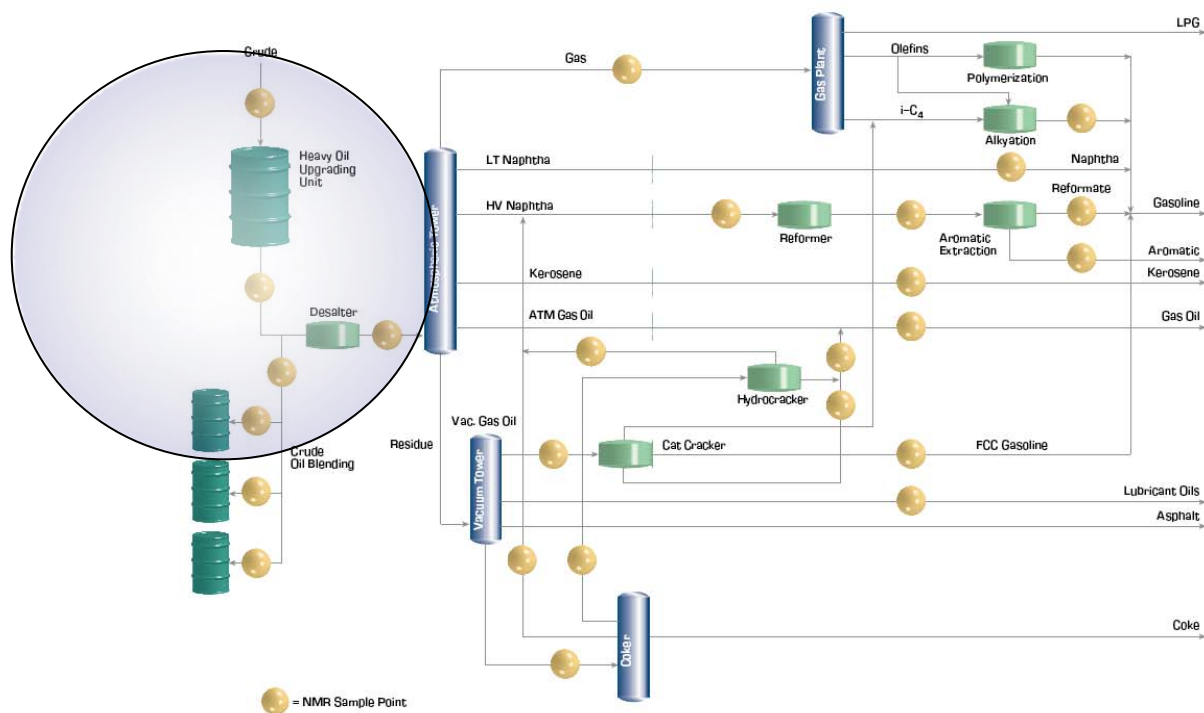 Crude
Heavy Oil
Upgrading
Unit
Desalter
Crude
Oil Blending
Atmospheric Tower
Gas
LT Naphtha
HV Naphtha
Kerosene
ATM Gas Oil
Residue
Vac. Gas Oil
Vacuum Tower
Gas Plant
Olefins
Polymerization
i-C4
Alkyation
Naphtha
Reformer
Aromatic
Extraction
Reformate
Hydrocracker
Cat Cracker
FCC Gasoline
Coker
LPG
Gasoline
Aromatic
Kerosene
Gas Oil
Lubricant Oils
Asphalt
Coke
= NMR Sample Point